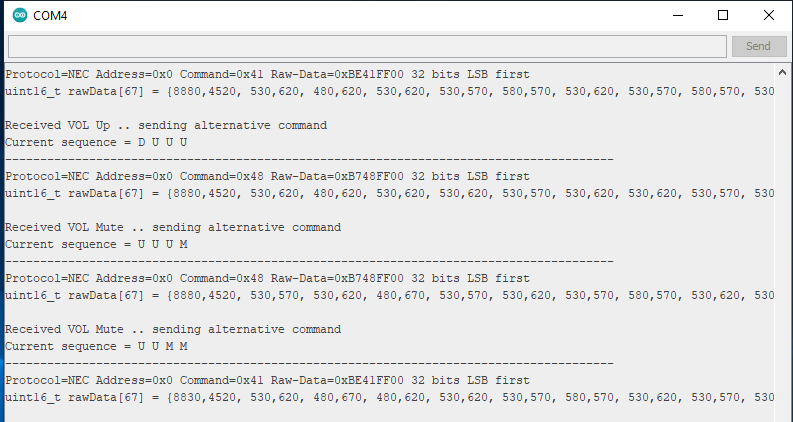 COM4
Send
Protocol=NEC Address=0x0 Command=0x41 Raw-Data=0xBE41FF00 32 bits LSB first
uint16_t rawData[67] = {8880,4520, 530,620, 480,620, 530,620, 530,570, 580,570, 530,620, 530,570, 580,570, 530
Received VOL Up .. sending alternative command
Current sequence = D U U U
---------------------------------------------------------------------------------------
Protocol=NEC Address=0x0 Command=0x48 Raw-Data=0xB748FF00 32 bits LSB first
uint16_t rawData[67] = {8880,4520, 530,620, 480,620, 530,620, 530,570, 530,620, 530,620, 530,570, 530,570, 530
Received VOL Mute .. sending alternative command
Current sequence = U U U M
---------------------------------------------------------------------------------------
Protocol=NEC Address=0x0 Command=0x48 Raw-Data=0xB748FF00 32 bits LSB first
uint16_t rawData[67] = {8880,4520, 530,570, 530,620, 480,670, 530,570, 530,620, 530,570, 580,570, 530,620, 530
Received VOL Mute .. sending alternative command
Current sequence = U U M M
---------------------------------------------------------------------------------------
Protocol=NEC Address=0x0 Command=0x41 Raw-Data=0xBE41FF00 32 bits LSB first
uint16_t rawData[67] = {8830,4520, 530,620, 480,670, 480,620, 530,620, 530,570, 580,570, 530,620, 530,570, 530